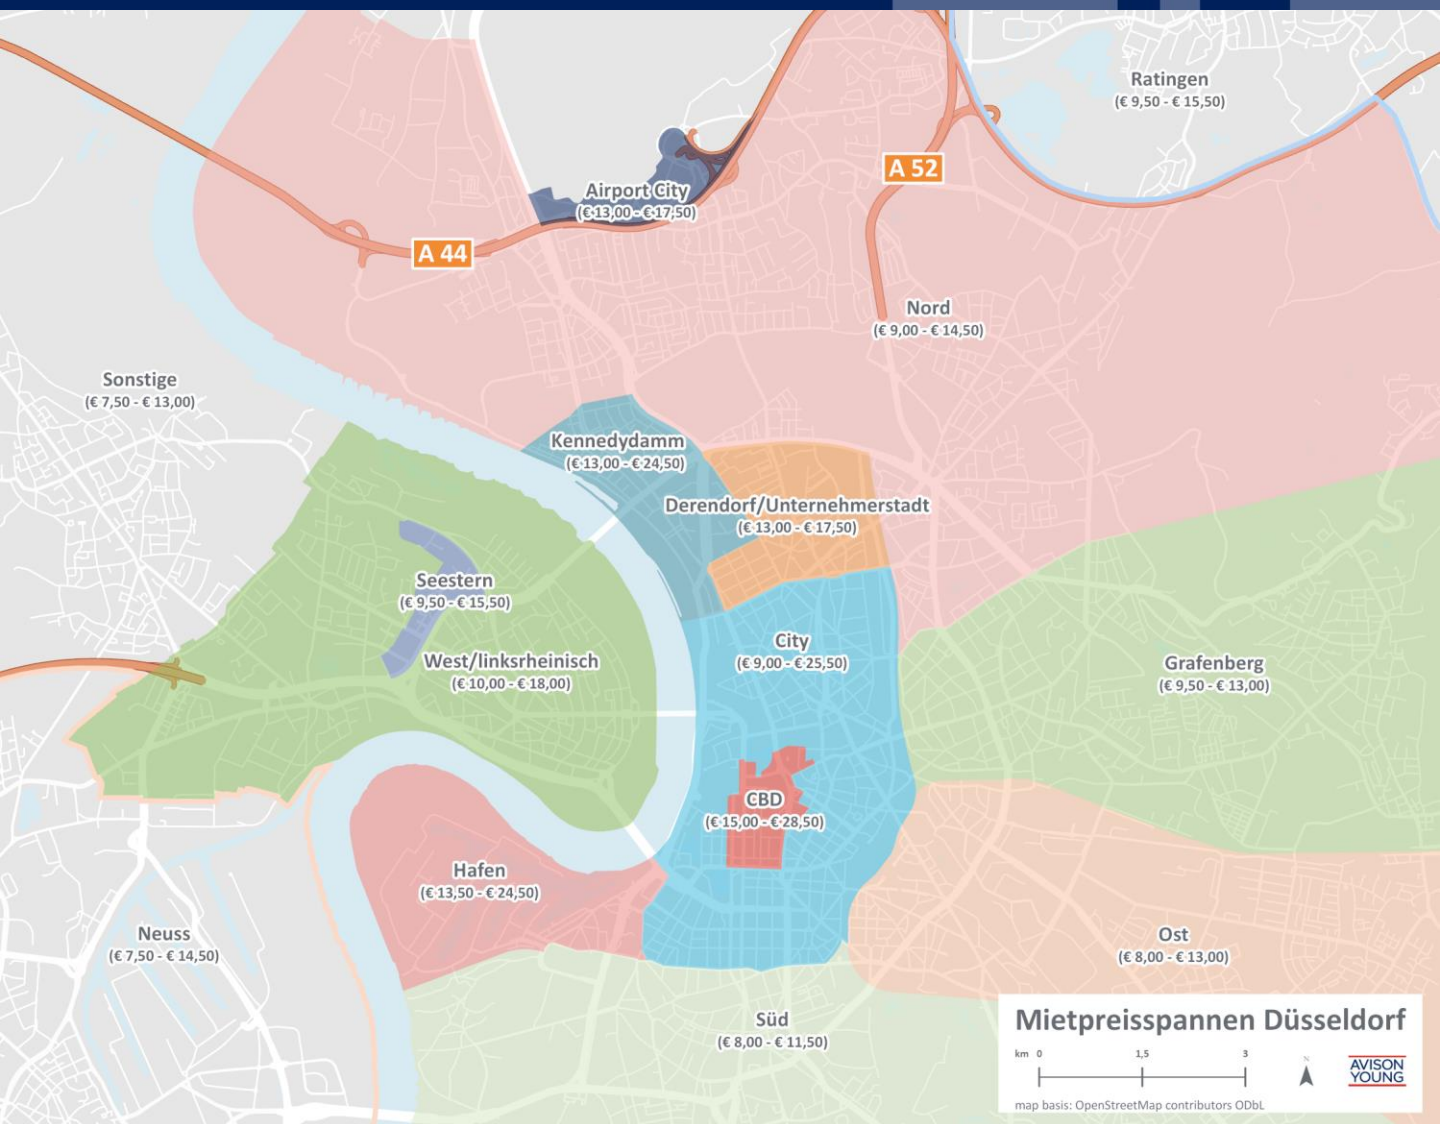 Ratingen
(€ 9,50 - € 15,50)
A 52
Airport City
(€ 13,00 - € 17,50)
A 44
Nord
(€ 9,00 - € 14,50)
Sonstige
(€ 7,50 - € 13,00)
Kennedydamm
(€ 13,00 - € 24,50)
Derendorf/Unternehmerstadt
(€ 13,00 - € 17,50)
Seestern
(€ 9,50 - € 15,50)
City
(€ 9,00 - € 25,50)
West/linksrheinisch
(€ 10,00 - € 18,00)
Grafenberg
(€ 9,50 - € 13,00)
CBD
(€ 15,00 - € 28,50)
Hafen
(€ 13,50 - € 24,50)
Neuss
(€ 7,50 - € 14,50)
Ost
(€ 8,00 - € 13,00)
Süd
(€ 8,00 - € 11,50)
Mietpreisspannen Düsseldorf
km 0 1,5 3
N
AVISON
YOUNG
map basis: OpenStreetMap contributors ODbL